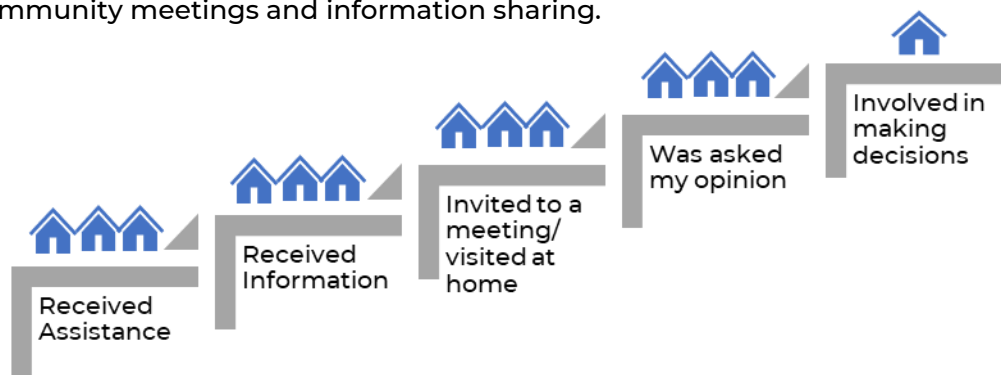 mmunity meetings and information sharing.
Received
Assistance
Received
Information
Invited to a
meeting/
visited at
home
Was asked
my opinion
Involved in
making
decisions